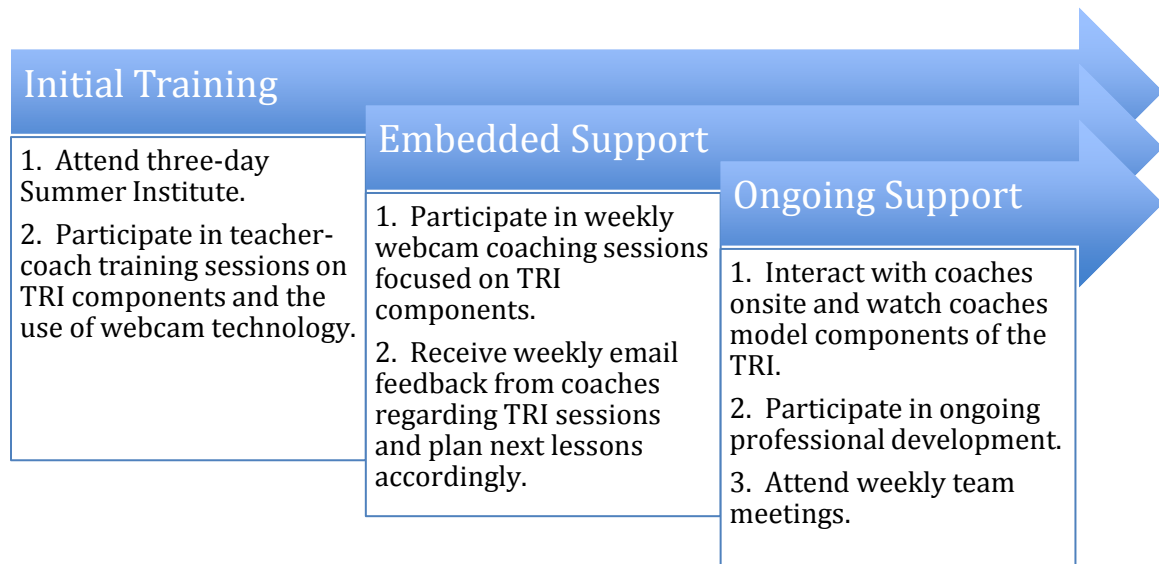 Initial Training
1. Attend three-day
Summer Institute.
2. Participate in teacher-
coach training sessions on
TRI components and the
use of webcam technology.
Embedded Support
1. Participate in weekly
webcam coaching sessions
focused on TRI
components.
2. Receive weekly email
feedback from coaches
regarding TRI sessions
and plan next lessons
accordingly.
Ongoing Support
1. Interact with coaches
onsite and watch coaches
model components of the
TRI.
2. Participate in ongoing
professional development.
3. Attend weekly team
meetings.